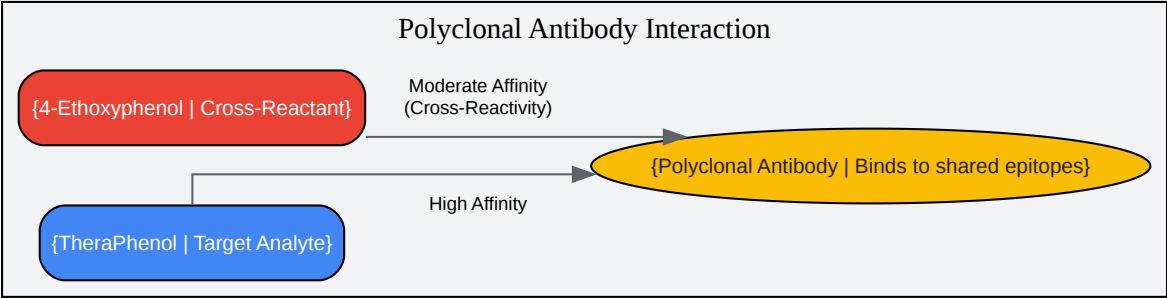 Polyclonal Antibody Interaction
{4-Ethoxyphenol | Cross-Reactant}
Moderate Affinity
(Cross-Reactivity)
{Polyclonal Antibody | Binds to shared epitopes}
High Affinity
{TheraPhenol | Target Analyte}